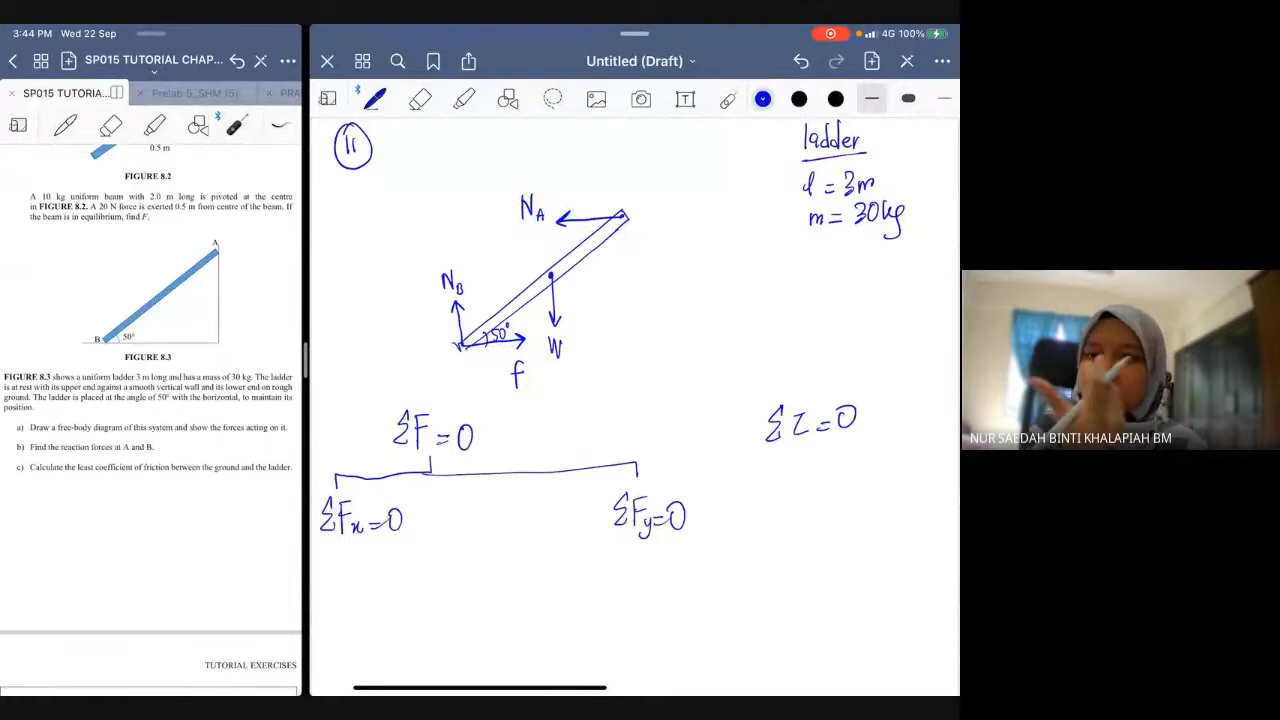 3:44 PM Wed 22 Sep
4G 100%
SP015 TUTORIAL CHAP...
Untitled (Draft)
SP015 TUTORIA...
Prelab 5_SHM (5)
PRA
0.5 m
FIGURE 8.2
A 10 kg uniform beam with 2.0 m long is pivoted at the centre
in FIGURE 8.2. A 20 N force is exerted 0.5 m from centre of the beam. If
the beam is in equilibrium, find F.
A
B
50°
FIGURE 8.3
FIGURE 8.3 shows a uniform ladder 3 m long and has a mass of 30 kg. The ladder
is at rest with its upper end against a smooth vertical wall and its lower end on rough
ground. The ladder is placed at the angle of 50° with the horizontal, to maintain its
position.
a) Draw a free-body diagram of this system and show the forces acting on it.
b) Find the reaction forces at A and B.
c) Calculate the least coefficient of friction between the ground and the ladder.
TUTORIAL EXERCISES
11
ladder
l = 3m
m = 30kg
N_A
N_B
50°
W
f
ΣF = 0
Στ = 0
ΣFx = 0
ΣFy = 0
NUR SAEDAH BINTI KHALAPIAH BM